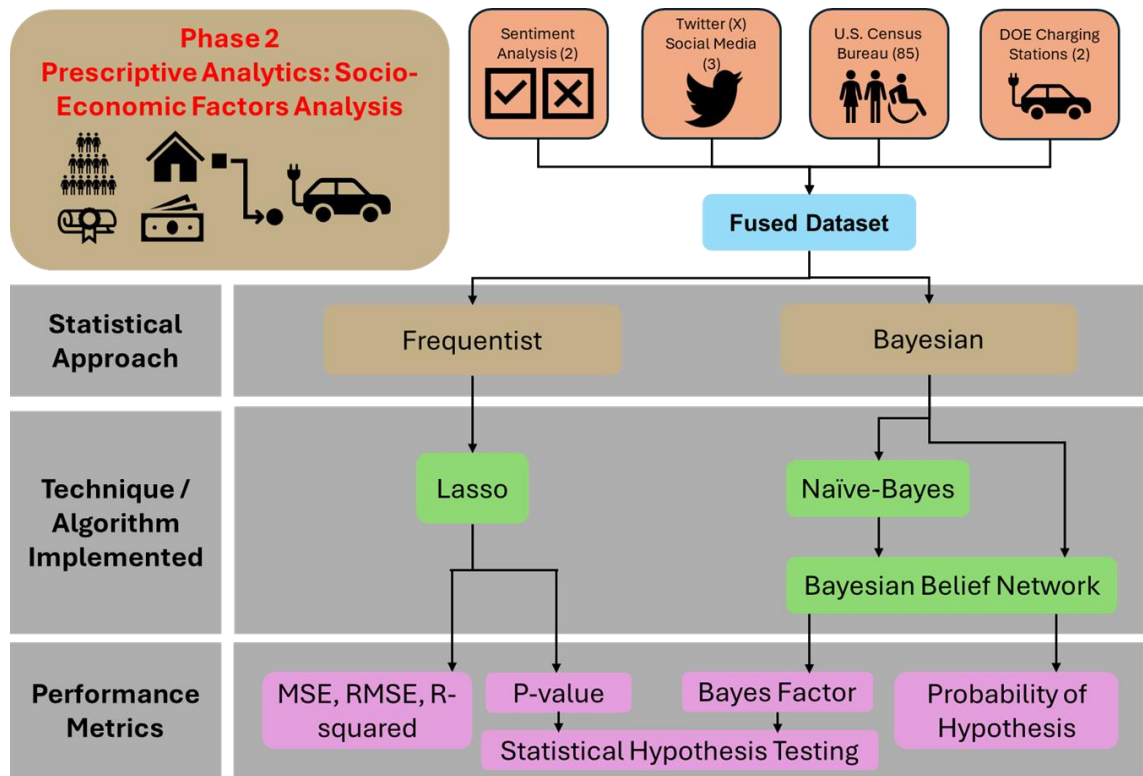 Phase 2
Prescriptive Analytics: Socio-
Economic Factors Analysis
Sentiment
Analysis (2)
Twitter (X)
Social Media
(3)
U.S. Census
Bureau (85)
DOE Charging
Stations (2)
Fused Dataset
Statistical
Approach
Frequentist
Bayesian
Technique /
Algorithm
Implemented
Lasso
Naïve-Bayes
Bayesian Belief Network
Performance
Metrics
MSE, RMSE, R-
squared
P-value
Bayes Factor
Probability of
Hypothesis
Statistical Hypothesis Testing